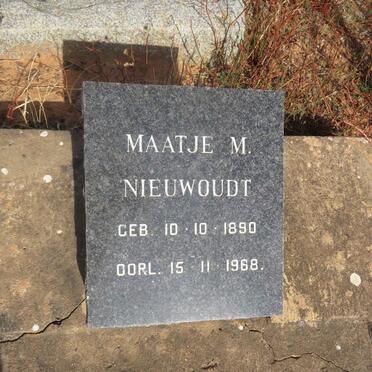 MAATJE M.
NIEUWOUDT
GEB. 10 · 10 · 1890
OORL. 15 · 11 · 1968.